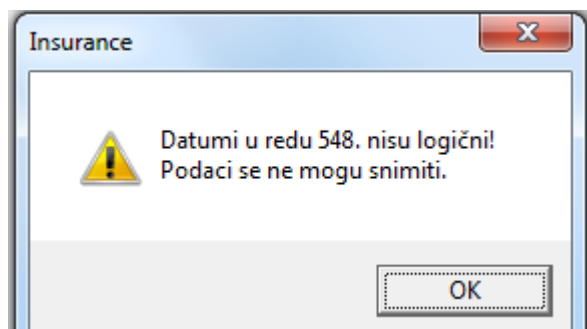 Insurance
Datumi u redu 548. nisu logični!
Podaci se ne mogu snimiti.
OK